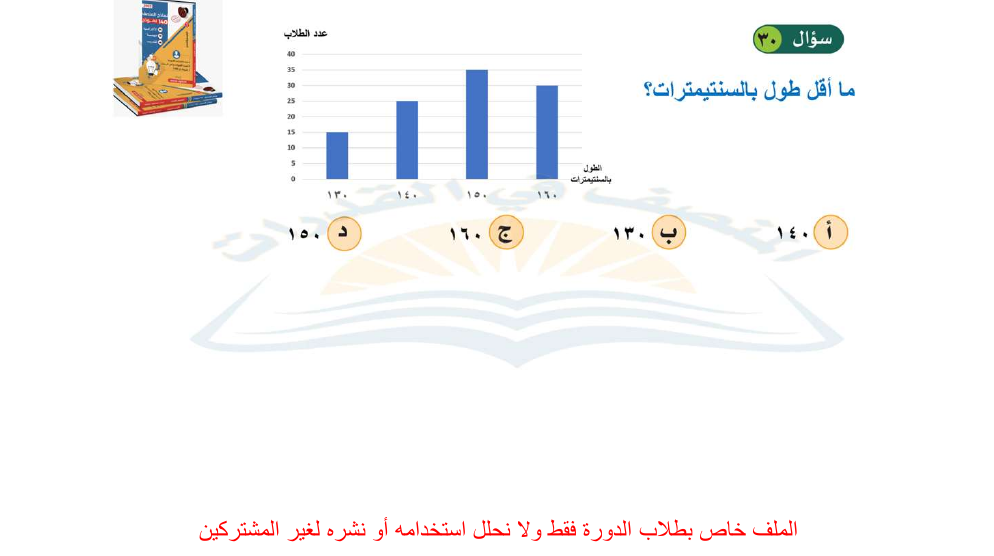 سؤال ٣٠
ما أقل طول بالسنتيمترات؟
عدد الطلاب
40
35
30
25
20
15
10
5
0
الطول
بالسنتيمترات
١٣٠ ١٤٠ ١٥٠ ١٦٠
أ ١٤٠ ب ١٣٠ ج ١٦٠ د ١٥٠
الملف خاص بطلاب الدورة فقط ولا نحلل استخدامه أو نشره لغير المشتركين